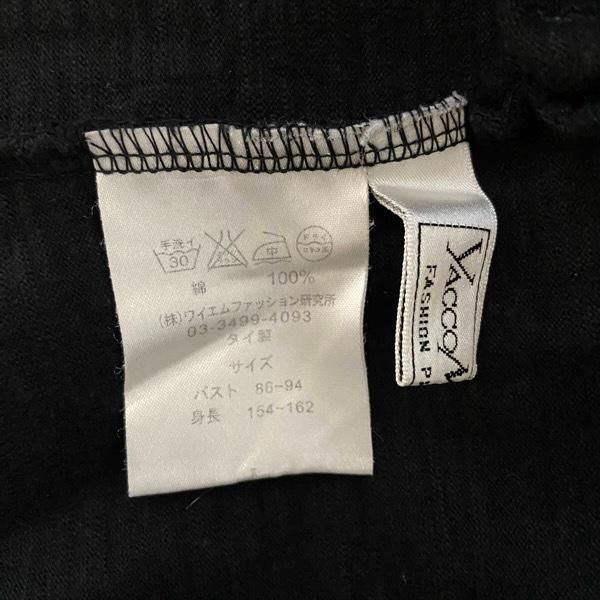 手洗イ
30
中
ドライ
綿 100%
(株)ワイエムファッション研究所
03-3499-4093
タイ製
サイズ
バスト 86-94
身長 154~162
YACCO
FASHION P